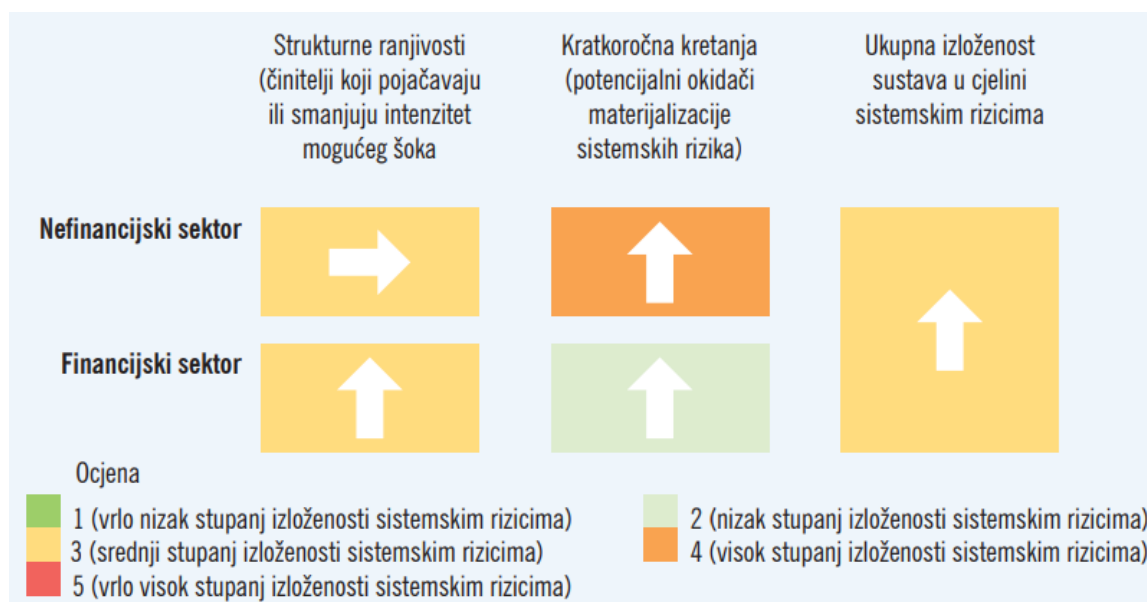 Strukturne ranjivosti
(činitelji koji pojačavaju
ili smanjuju intenzitet
mogućeg šoka
Kratkoročna kretanja
(potencijalni okidači
materijalizacije
sistemskih rizika)
Ukupna izloženost
sustava u cjelini
sistemskim rizicima
Nefinancijski sektor
Financijski sektor
Ocjena
1 (vrlo nizak stupanj izloženosti sistemskim rizicima)
2 (nizak stupanj izloženosti sistemskim rizicima)
3 (srednji stupanj izloženosti sistemskim rizicima)
4 (visok stupanj izloženosti sistemskim rizicima)
5 (vrlo visok stupanj izloženosti sistemskim rizicima)